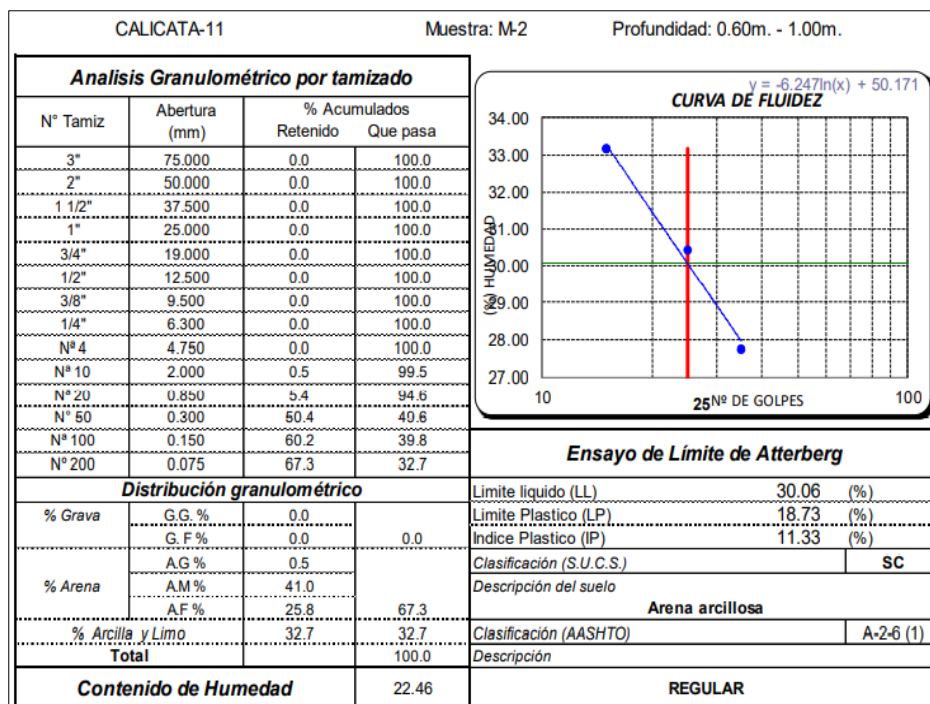 CALICATA-11 Muestra: M-2 Profundidad: 0.60m. - 1.00m.
Analisis Granulométrico por tamizado
N° Tamiz Abertura (mm) % Acumulados
Retenido Que pasa
3" 75.000 0.0 100.0
2" 50.000 0.0 100.0
1 1/2" 37.500 0.0 100.0
1" 25.000 0.0 100.0
3/4" 19.000 0.0 100.0
1/2" 12.500 0.0 100.0
3/8" 9.500 0.0 100.0
1/4" 6.300 0.0 100.0
Nª 4 4.750 0.0 100.0
Nª 10 2.000 0.5 99.5
Nª 20 0.850 5.4 94.6
N° 50 0.300 50.4 49.6
Nª 100 0.150 60.2 39.8
Nº 200 0.075 67.3 32.7
Distribución granulométrico
% Grava G.G. % 0.0
G. F % 0.0 0.0
% Arena A.G % 0.5
A.M % 41.0
A.F % 25.8 67.3
% Arcilla y Limo 32.7 32.7
Total 100.0
Contenido de Humedad 22.46
y = -6.247ln(x) + 50.171
CURVA DE FLUIDEZ
(%) HUMEDAD
34.00
33.00
32.00
31.00
30.00
29.00
28.00
27.00
10 100
25 Nº DE GOLPES
Ensayo de Límite de Atterberg
Limite liquido (LL) 30.06 (%)
Limite Plastico (LP) 18.73 (%)
Indice Plastico (IP) 11.33 (%)
Clasificación (S.U.C.S.) SC
Descripción del suelo
Arena arcillosa
Clasificación (AASHTO) A-2-6 (1)
Descripción
REGULAR